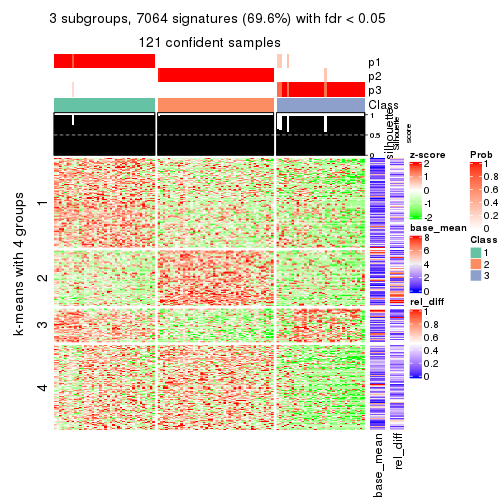 3 subgroups, 7064 signatures (69.6%) with fdr < 0.05
121 confident samples
p1
p2
p3
Class
1
0.5
0
silhouette
Silhouette
score
k-means with 4 groups
1
2
3
4
base_mean
rel_diff
z-score
2
1
0
-1
-2
base_mean
8
6
4
2
0
rel_diff
1
0.8
0.6
0.4
0.2
0
Prob
1
0.8
0.6
0.4
0.2
0
Class
1
2
3